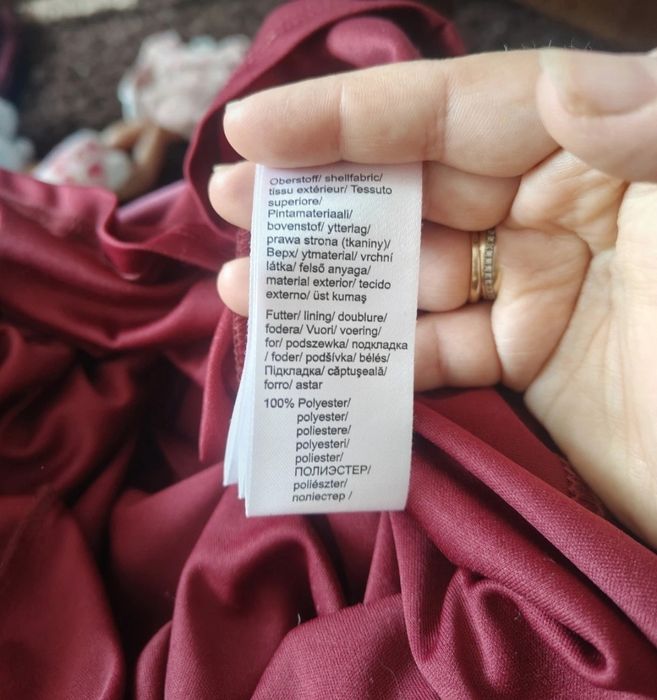 Oberstoff/ shellfabric/
tissu extérieur/ Tessuto
superiore/
Pintamateriaali/
bovenstof/ ytterlag/
prawa strona (tkaniny)/
Верх/ ytmaterial/ vrchní
látka/ felső anyaga/
material exterior/ tecido
externo/ üst kumaş
Futter/ lining/ doublure/
fodera/ Vuori/ voering/
for/ podszewka/ подкладка
/ foder/ podšívka/ bélés/
Підкладка/ căptuşeală/
forro/ astar
100% Polyester/
polyester/
poliestere/
polyesteri/
poliester/
ПОЛИЭСТЕР/
poliészter/
поліестер /